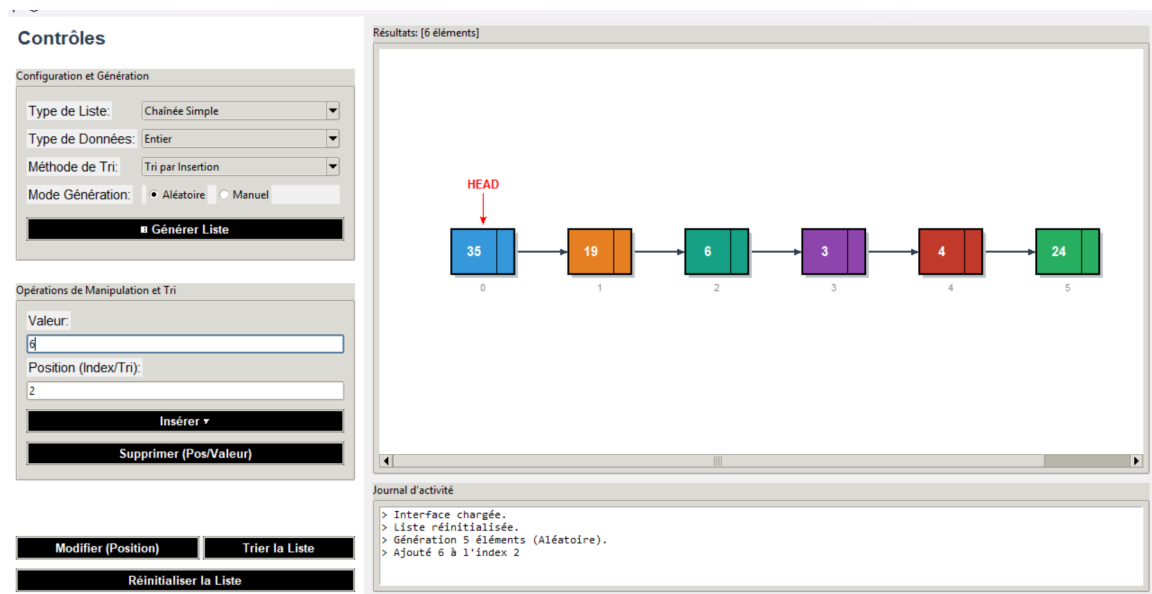 Contrôles
Configuration et Génération
Type de Liste: Chaînée Simple
Type de Données: Entier
Méthode de Tri: Tri par Insertion
Mode Génération: Aléatoire Manuel
Générer Liste
Opérations de Manipulation et Tri
Valeur:
6
Position (Index/Tri):
2
Insérer ▾
Supprimer (Pos/Valeur)
Modifier (Position) Trier la Liste
Réinitialiser la Liste
Résultats: [6 éléments]
HEAD
35 19 6 3 4 24
0 1 2 3 4 5
Journal d'activité
> Interface chargée.
> Liste réinitialisée.
> Génération 5 éléments (Aléatoire).
> Ajouté 6 à l'index 2